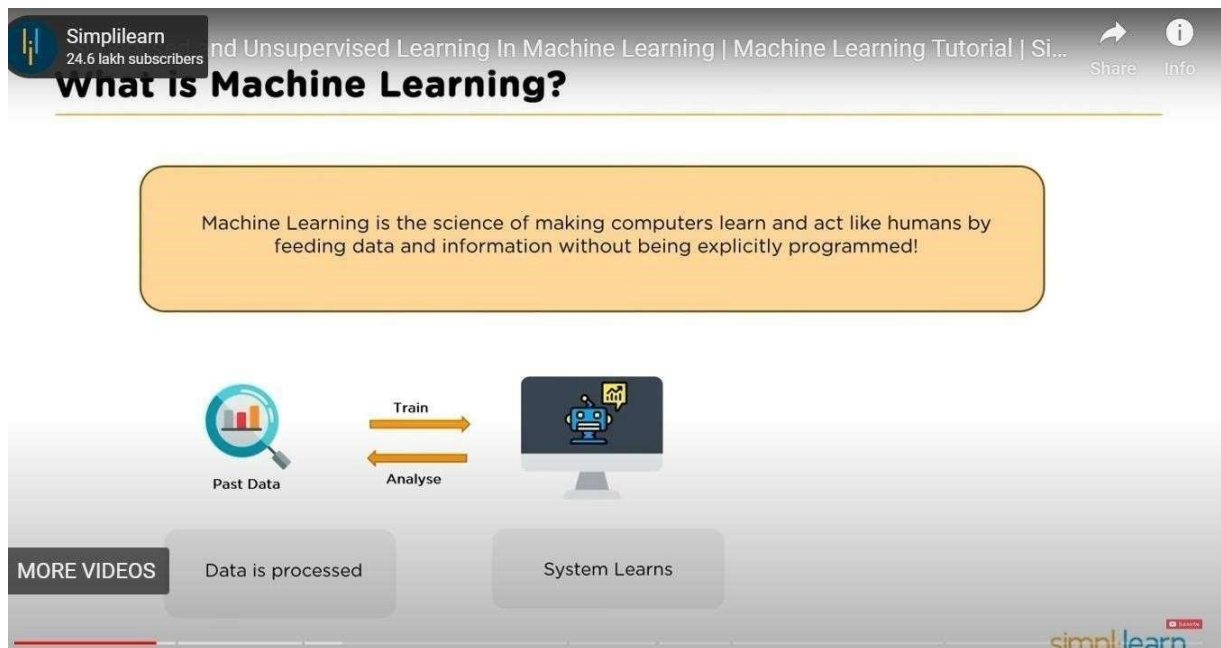 Simplilearn
24.6 lakh subscribers
and Unsupervised Learning In Machine Learning | Machine Learning Tutorial | Si...
Share
Info
What is Machine Learning?
Machine Learning is the science of making computers learn and act like humans by
feeding data and information without being explicitly programmed!
Train
Past Data
Analyse
MORE VIDEOS
Data is processed
System Learns
simplilearn